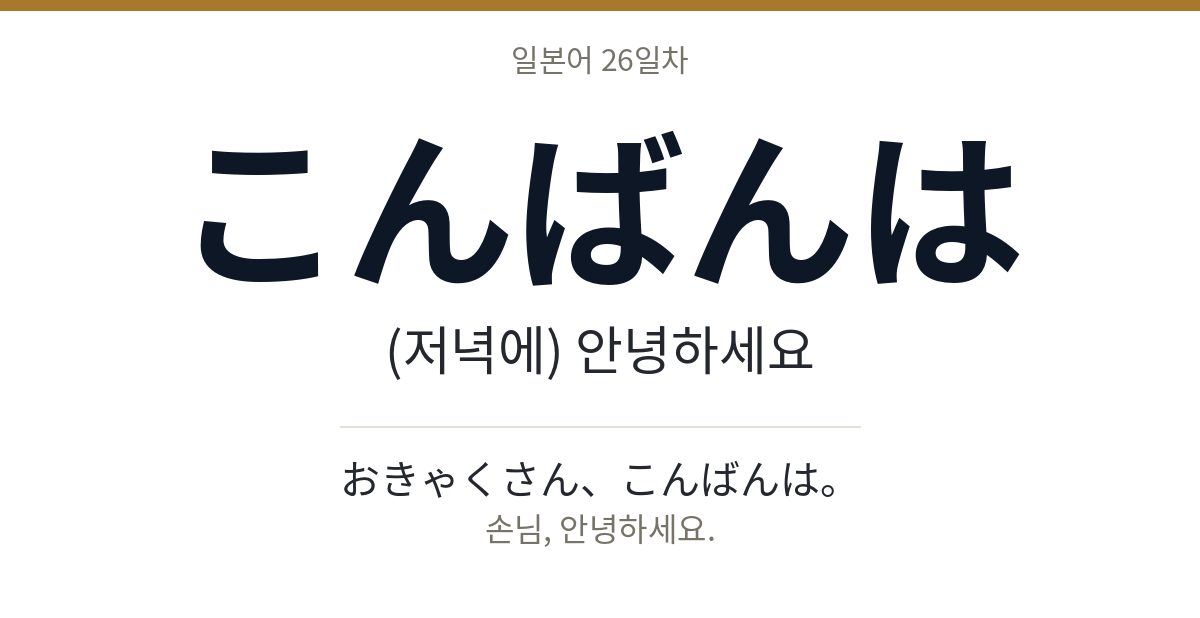 일본어 26일차
こんばんは
(저녁에) 안녕하세요
おきゃくさん、こんばんは。
손님, 안녕하세요.